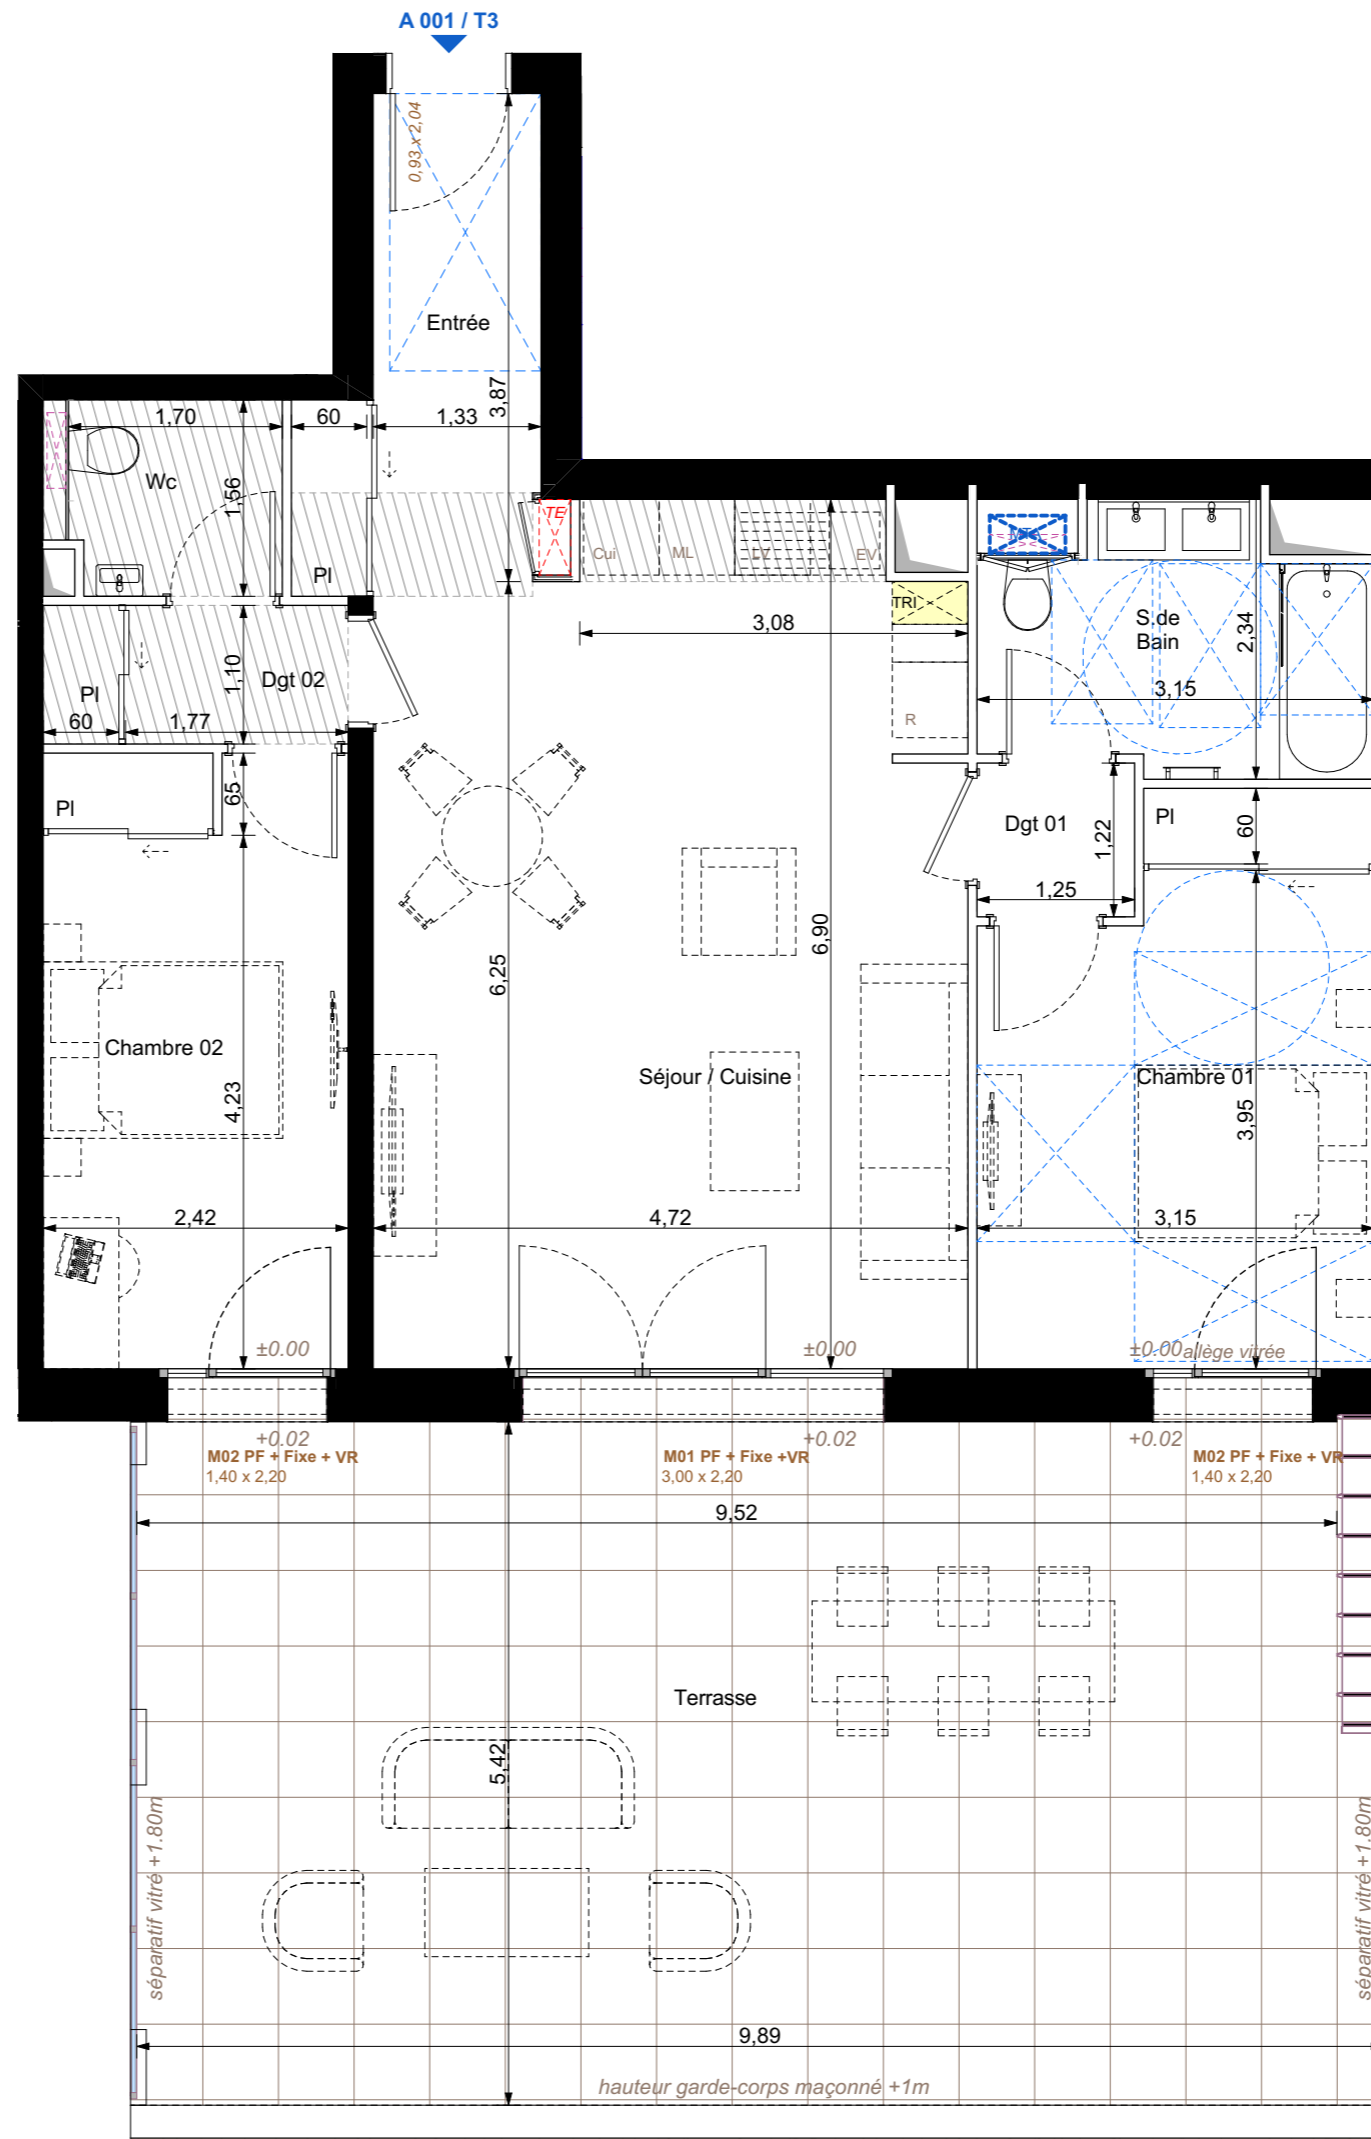 A 001 / T3
0,93 x 2,04
Entrée
3,87
1,70
60
1,33
Wc
1,56
Pl
TE
Cui
ML
LV
EV
TRI
3,08
R
S.de
Bain
2,34
3,15
Pl
60
1,10
1,77
Dgt 02
Pl
65
Dgt 01
1,22
1,25
Pl
60
6,25
6,90
Chambre 02
4,23
Séjour / Cuisine
Chambre 01
3,95
2,42
4,72
3,15
±0.00
±0.00
±0.00
allège vitrée
+0.02
+0.02
+0.02
M02 PF + Fixe + VR
1,40 x 2,20
M01 PF + Fixe +VR
3,00 x 2,20
M02 PF + Fixe + VR
1,40 x 2,20
9,52
Terrasse
5,42
séparatif vitré +1.80m
séparatif vitré +1.80m
9,89
hauteur garde-corps maçonné +1m